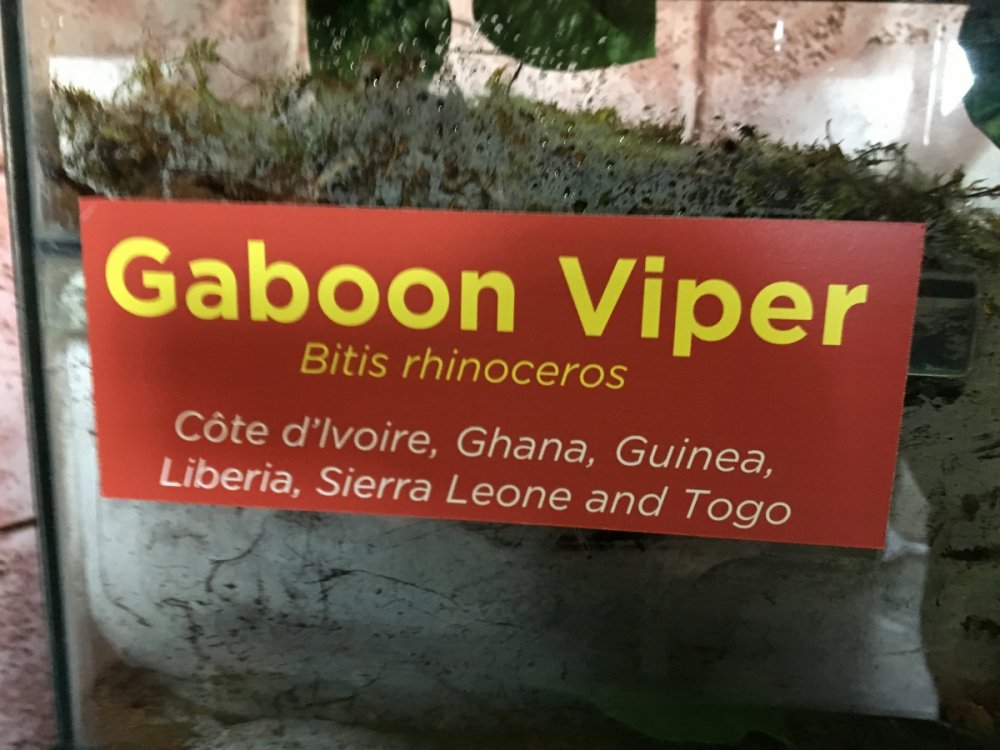 Gaboon Viper
Bitis rhinoceros
Côte d'Ivoire, Ghana, Guinea,
Liberia, Sierra Leone and Togo